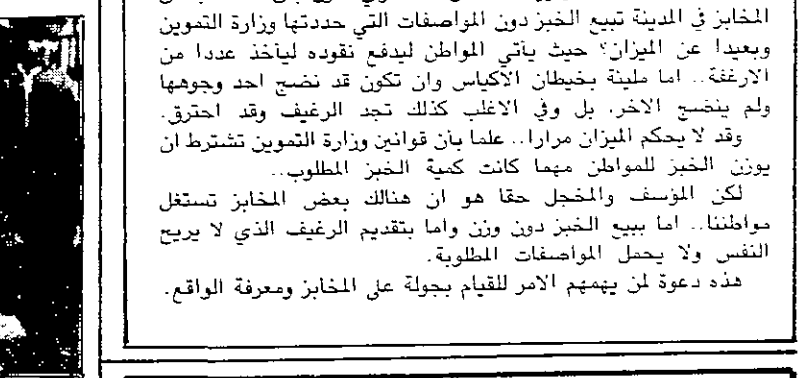 المخابز في المدينة تبيع الخبز دون المواصفات التي حددتها وزارة التموين
وبعيدا عن الميزان؟ حيث يأتي المواطن ليدفع نقوده ليأخذ عددا من
الارغفة.. اما مليئة بخيطان الاكياس وان تكون قد نضج احد وجوهها
ولم ينضج الاخر. بل وفي الاغلب كذلك تجد الرغيف وقد احترق.
وقد لا يحكم الميزان مرارا.. علما بأن قوانين وزارة التموين تشترط ان
يوزن الخبز للمواطن مهما كانت كمية الخبز المطلوب..
لكن المؤسف والمخجل حقا هو ان هنالك بعض المخابز تستغل
مواطننا.. اما ببيع الخبز دون وزن واما بتقديم الرغيف الذي لا يريح
النفس ولا يحمل المواصفات المطلوبة.
هذه دعوة لمن يهمهم الامر للقيام بجولة على المخابز ومعرفة الواقع.